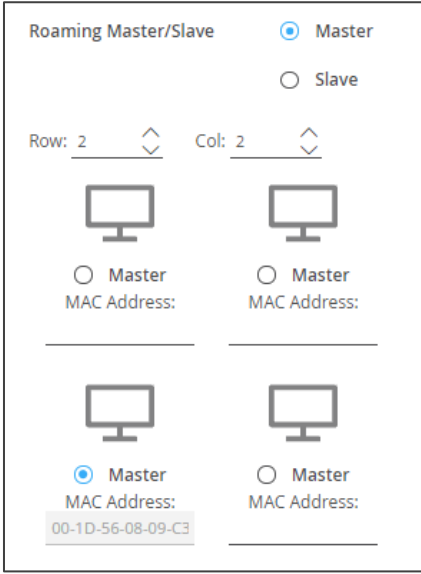 Roaming Master/Slave Master
Slave
Row: 2 Col: 2
Master Master
MAC Address: MAC Address:
Master Master
MAC Address: MAC Address:
00-1D-56-08-09-C3